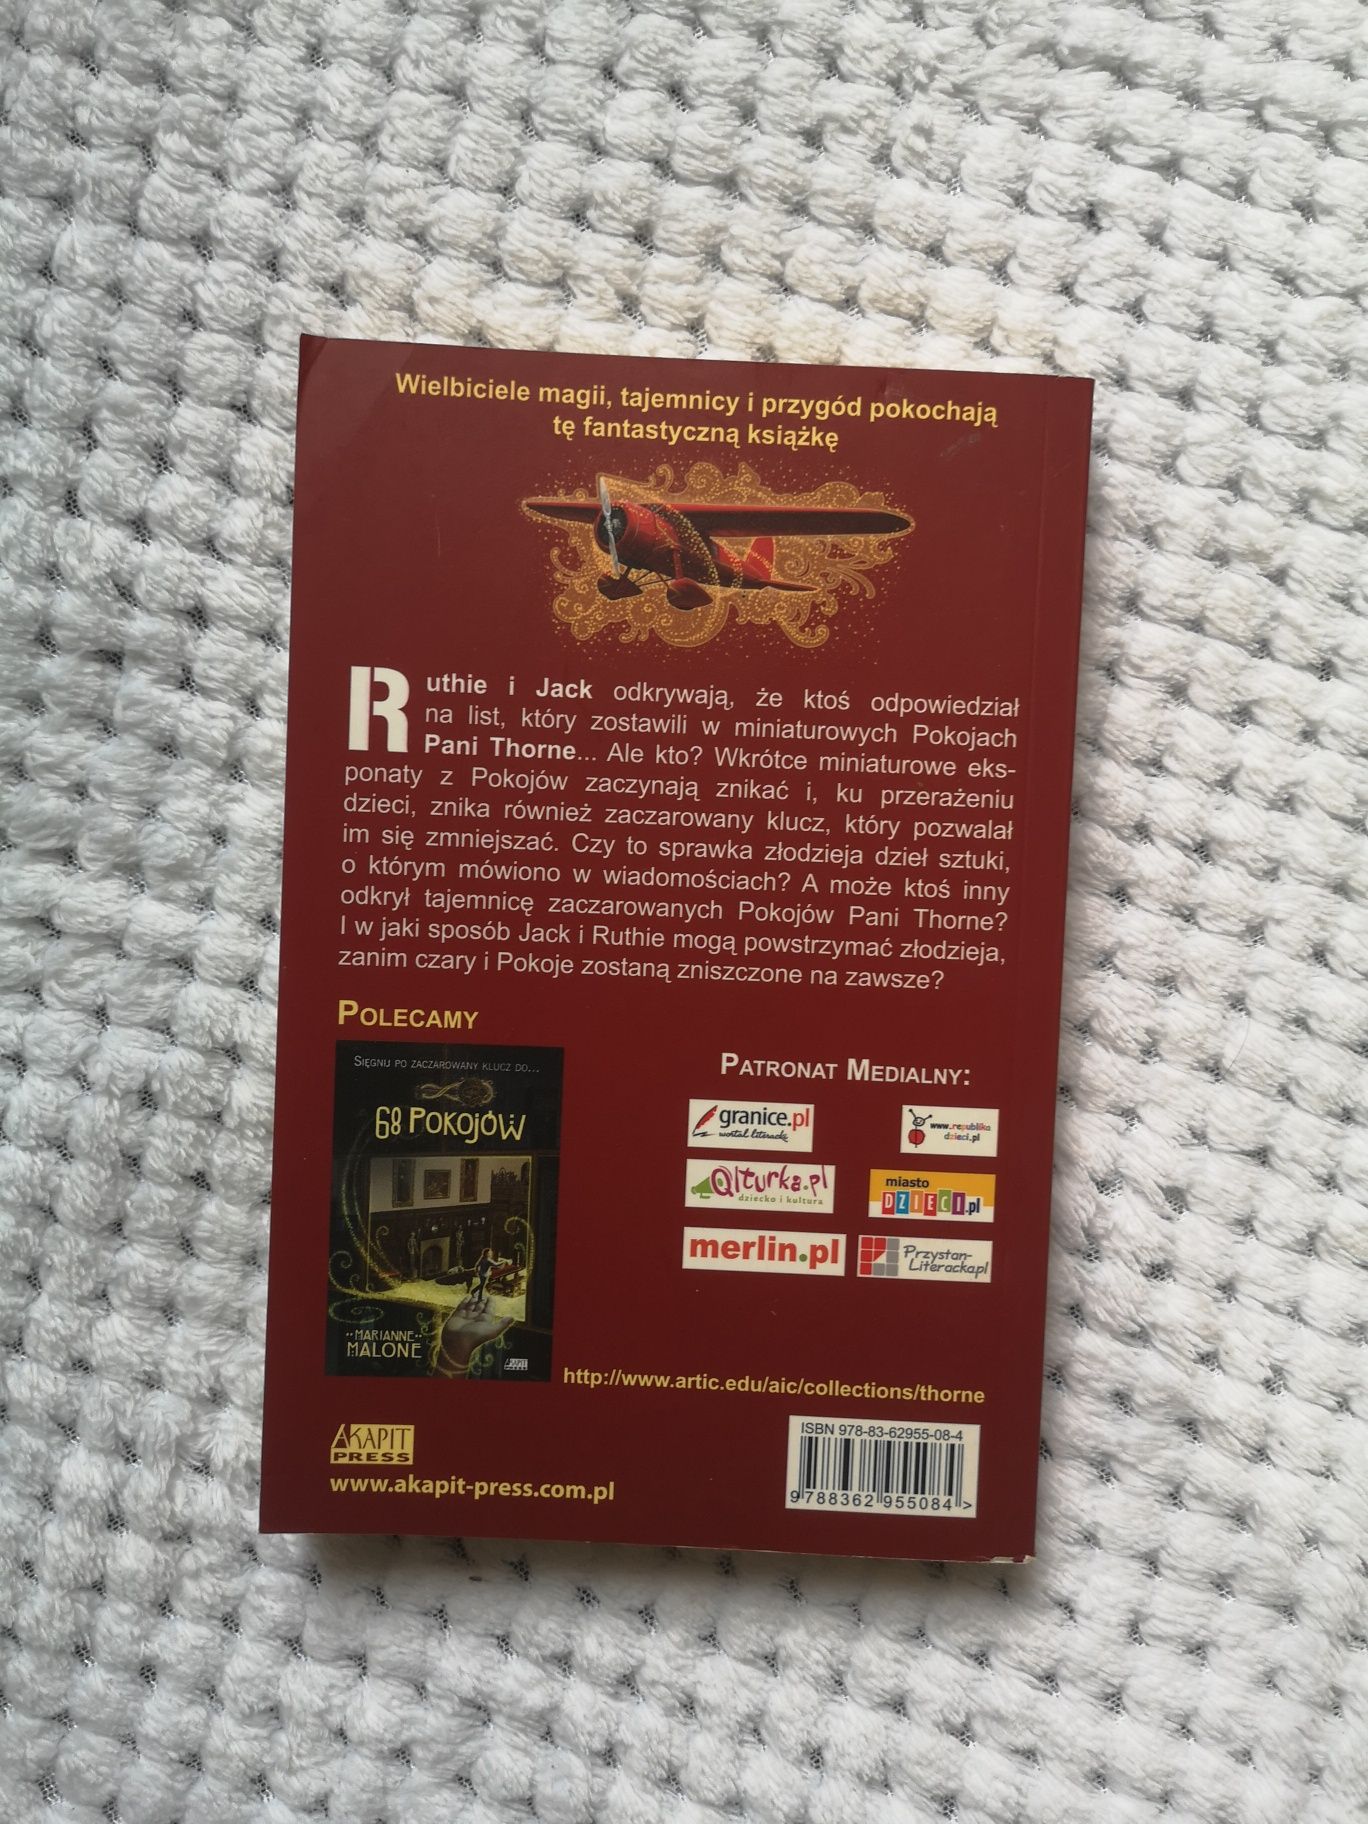 Wielbiciele magii, tajemnicy i przygód pokochają
tę fantastyczną książkę
Ruthie i Jack odkrywają, że ktoś odpowiedział
na list, który zostawili w miniaturowych Pokojach
Pani Thorne... Ale kto? Wkrótce miniaturowe eks-
ponaty z Pokojów zaczynają znikać i, ku przerażeniu
dzieci, znika również zaczarowany klucz, który pozwalał
im się zmniejszać. Czy to sprawka złodzieja dzieł sztuki,
o którym mówiono w wiadomościach? A może ktoś inny
odkrył tajemnicę zaczarowanych Pokojów Pani Thorne?
I w jaki sposób Jack i Ruthie mogą powstrzymać złodzieja,
zanim czary i Pokoje zostaną zniszczone na zawsze?
POLECAMY
SIĘGNIJ PO ZACZAROWANY KLUCZ DO...
68 POKOJÓW
MARIANNE
MALONE
AKAPIT
PRESS
PATRONAT MEDIALNY:
granice.pl
wortal literacki
www.republika
dzieci.pl
Qlturka.pl
dziecko i kultura
miasto
DZIECI.pl
merlin.pl
Przystan-
Literacka.pl
http://www.artic.edu/aic/collections/thorne
AKAPIT
PRESS
www.akapit-press.com.pl
ISBN 978-83-62955-08-4
9 788362 955084 >